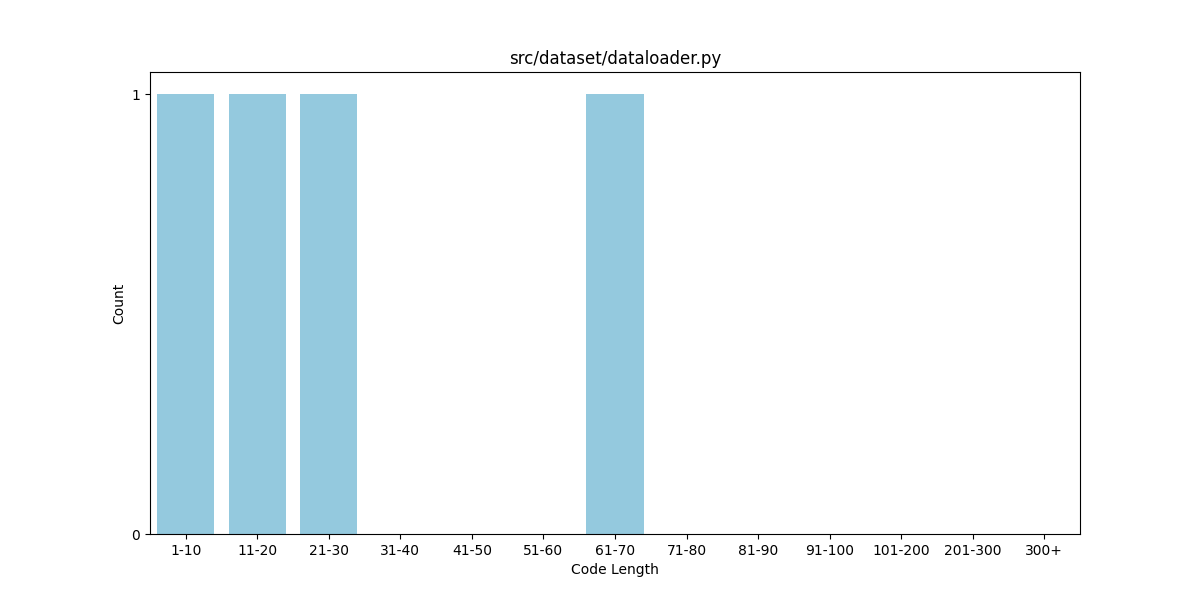 src/dataset/dataloader.py
1
0
Count
1-10 11-20 21-30 31-40 41-50 51-60 61-70 71-80 81-90 91-100 101-200 201-300 300+
Code Length